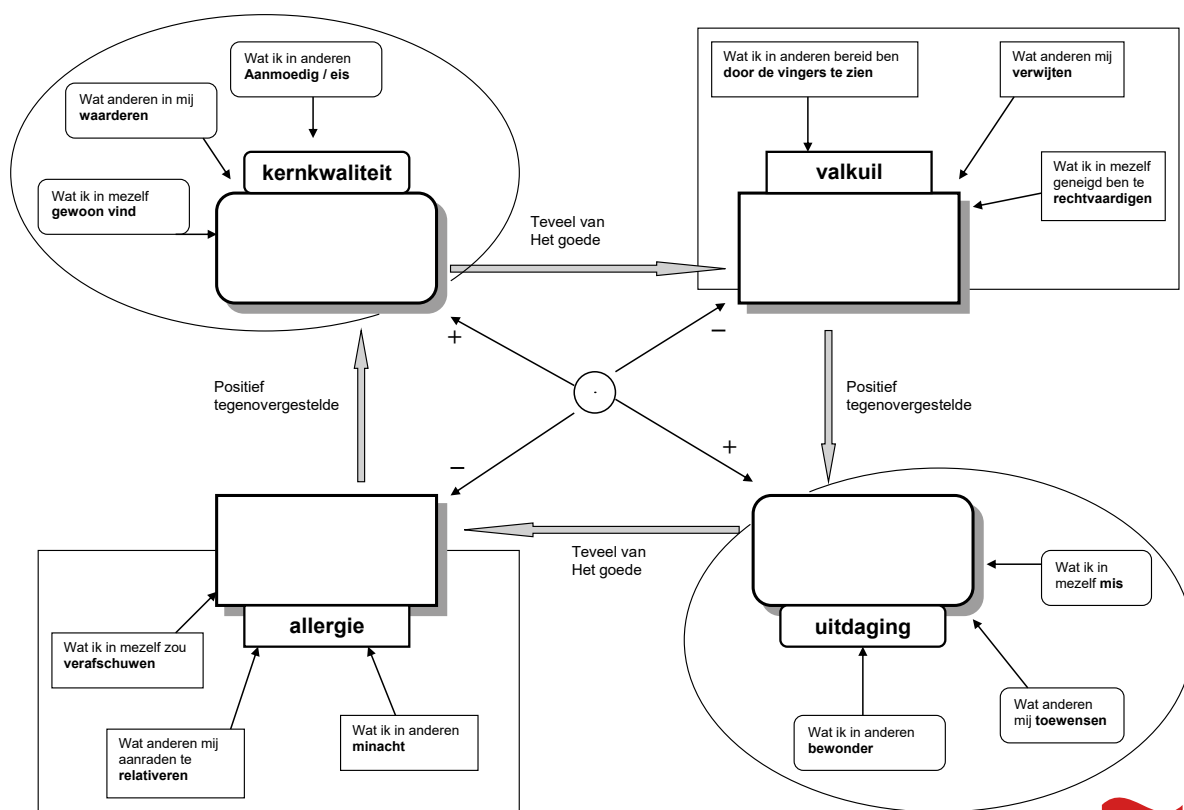 Wat ik in anderen
Aanmoedig / eis
Wat anderen in mij
waarderen
Wat ik in mezelf
gewoon vind
kernkwaliteit
Wat ik in anderen bereid ben
door de vingers te zien
Wat anderen mij
verwijten
Wat ik in mezelf
geneigd ben te
rechtvaardigen
valkuil
Teveel van
Het goede
+
–
Positief
tegenovergestelde
Positief
tegenovergestelde
–
+
Teveel van
Het goede
allergie
Wat ik in mezelf zou
verafschuwen
Wat anderen mij
aanraden te
relativeren
Wat ik in anderen
minacht
uitdaging
Wat ik in
mezelf mis
Wat anderen
mij toewensen
Wat ik in anderen
bewonder